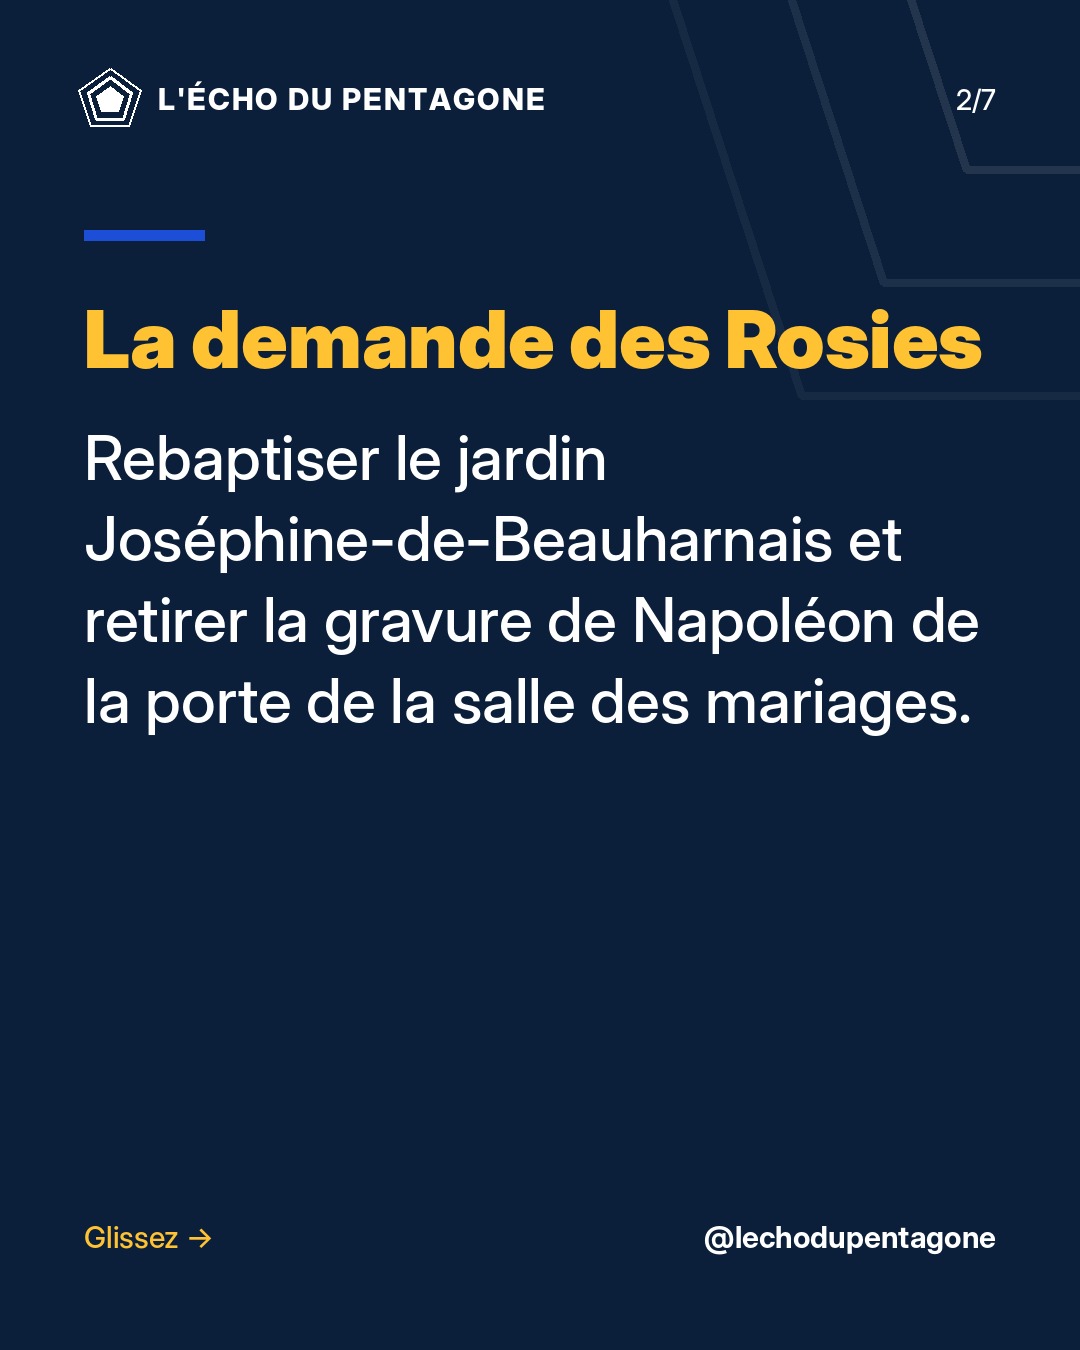 L'ÉCHO DU PENTAGONE
2/7
La demande des Rosies
Rebaptiser le jardin
Joséphine-de-Beauharnais et
retirer la gravure de Napoléon de
la porte de la salle des mariages.
Glissez →
@lechodupentagone